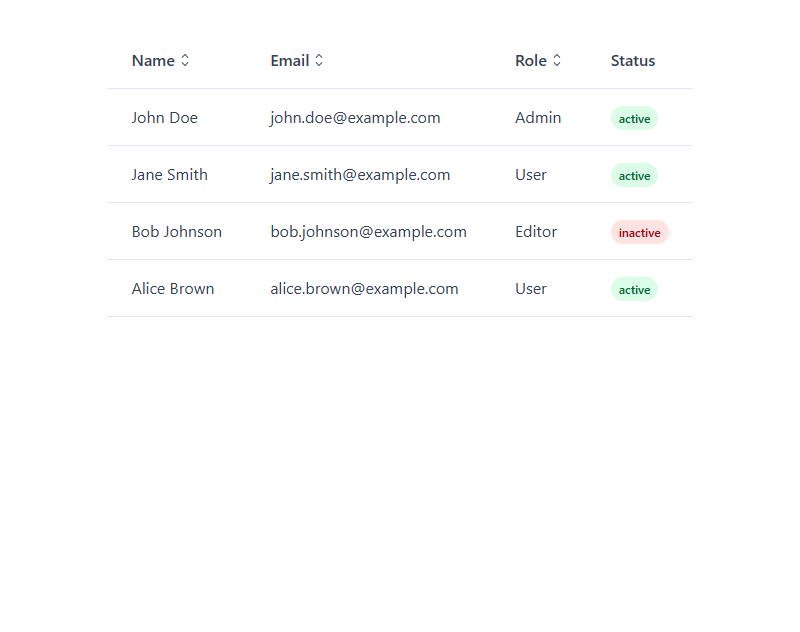 Name Email Role Status
John Doe john.doe@example.com Admin active
Jane Smith jane.smith@example.com User active
Bob Johnson bob.johnson@example.com Editor inactive
Alice Brown alice.brown@example.com User active